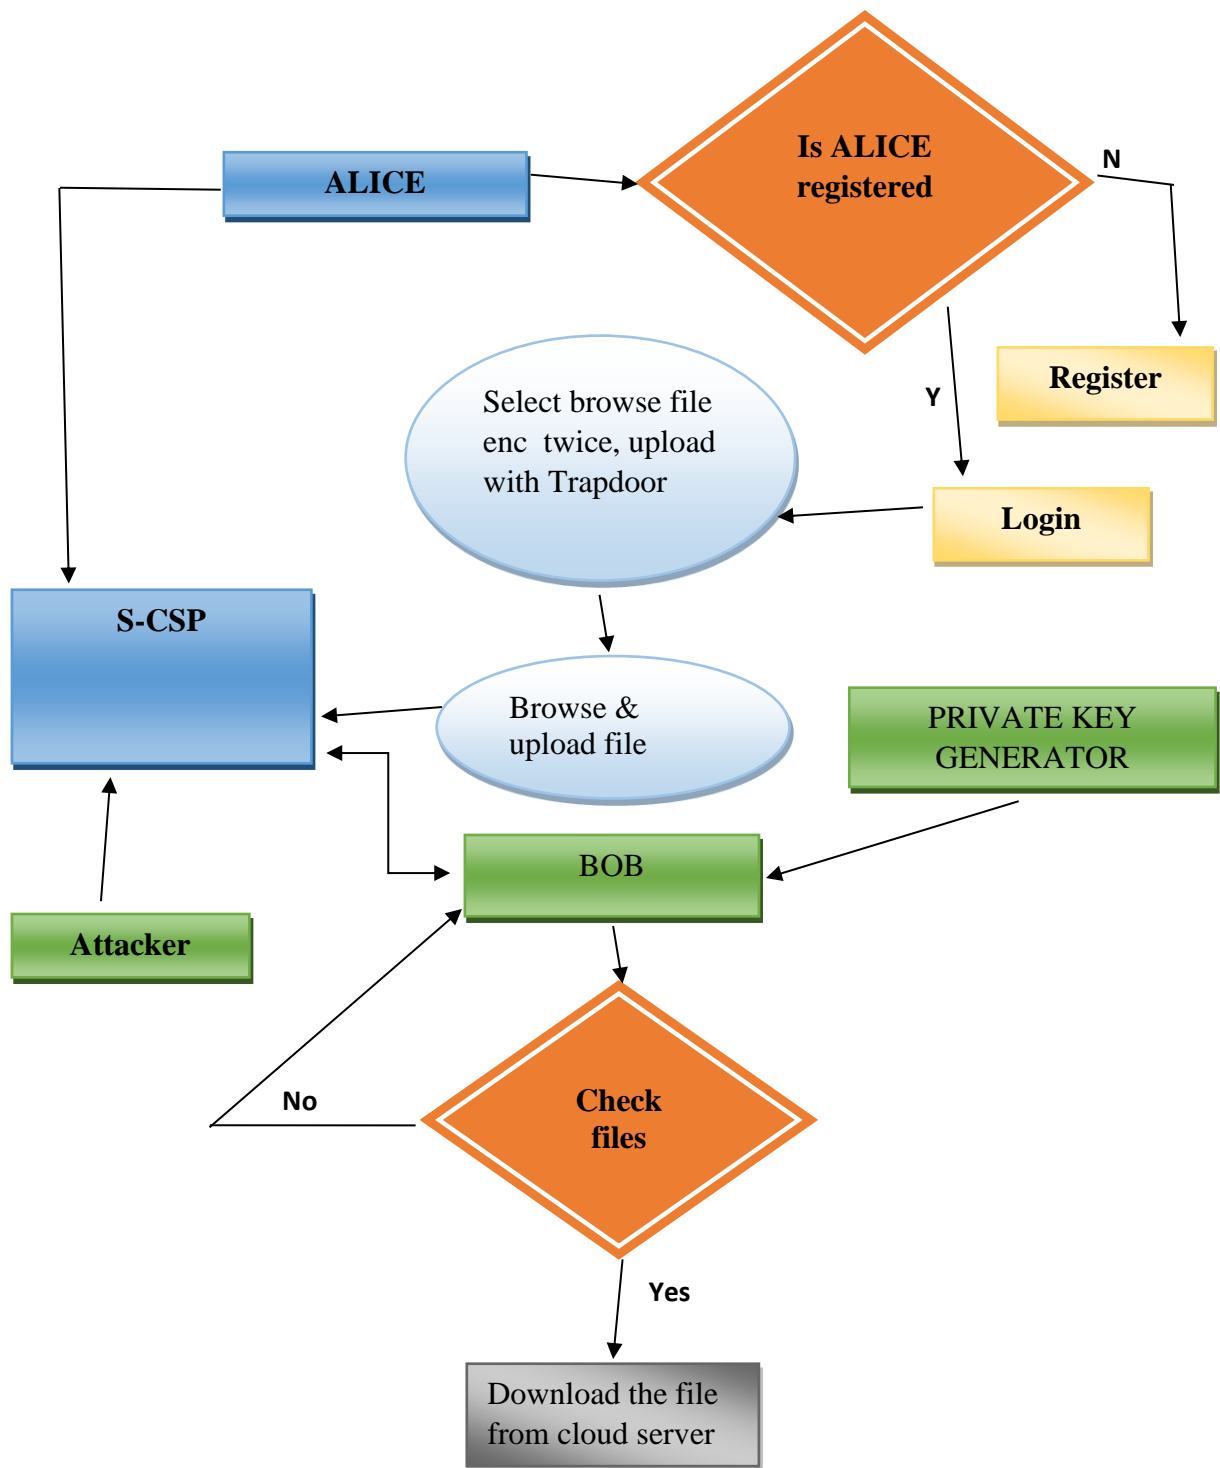 Is ALICE
registered
N
ALICE
Register
Y
Select browse file
enc  twice, upload
with Trapdoor
Login
S-CSP
Browse &
upload file
PRIVATE KEY
GENERATOR
BOB
Attacker
No
Check
files
Yes
Download the file
from cloud server